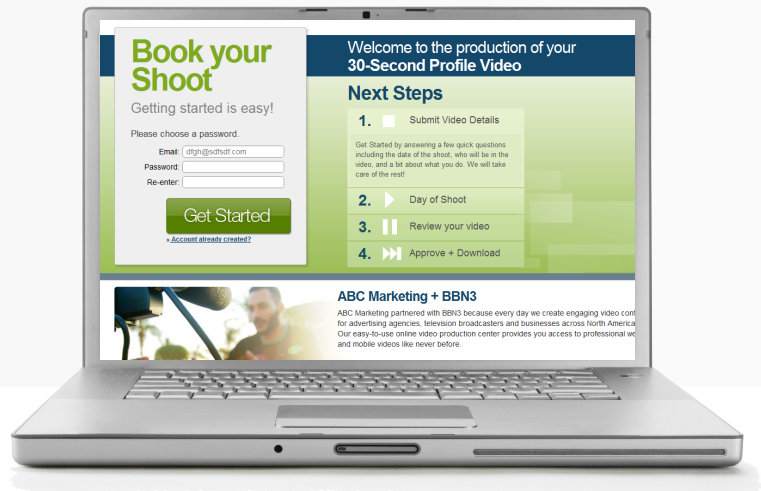 Book your
Shoot
Getting started is easy!
Please choose a password.
Email: dfgh@sdfsdf.com
Password:
Re-enter:
Get Started
» Account already created?
Welcome to the production of your
30-Second Profile Video
Next Steps
1. Submit Video Details
Get Started by answering a few quick questions
including the date of the shoot, who will be in the
video, and a bit about what you do. We will take
care of the rest!
2. Day of Shoot
3. Review your video
4. Approve + Download
ABC Marketing + BBN3
ABC Marketing partnered with BBN3 because every day we create engaging video con
for advertising agencies, television broadcasters and businesses across North America
Our easy-to-use online video production center provides you access to professional we
and mobile videos like never before.